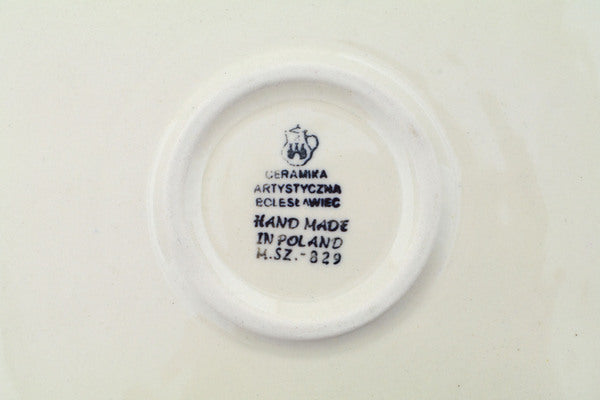 CERAMIKA
ARTYSTYCZNA
BOLESŁAWIEC
HAND MADE
IN POLAND
M.SZ.-829